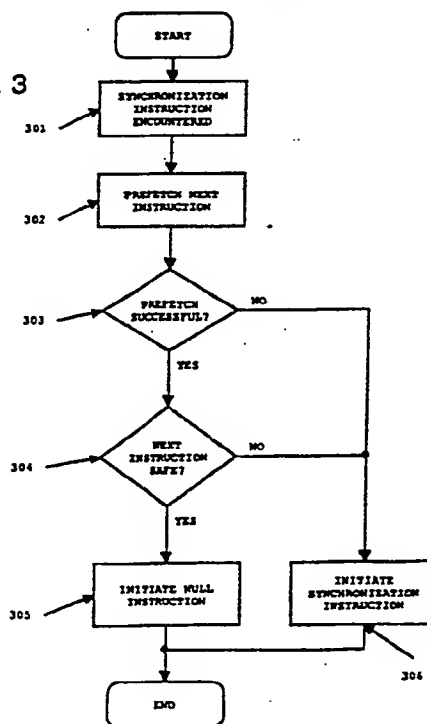 START
3
SYNCHRONIZATION
INSTRUCTION
ENCOUNTERED
301
PREFETCH NEXT
INSTRUCTION
302
PREFETCH
SUCCESSFUL?
NO
303
YES
NEXT
INSTRUCTION
SAFE?
NO
304
YES
INITIATE NULL
INSTRUCTION
INITIATE
SYNCHRONIZATION
INSTRUCTION
305
306
END